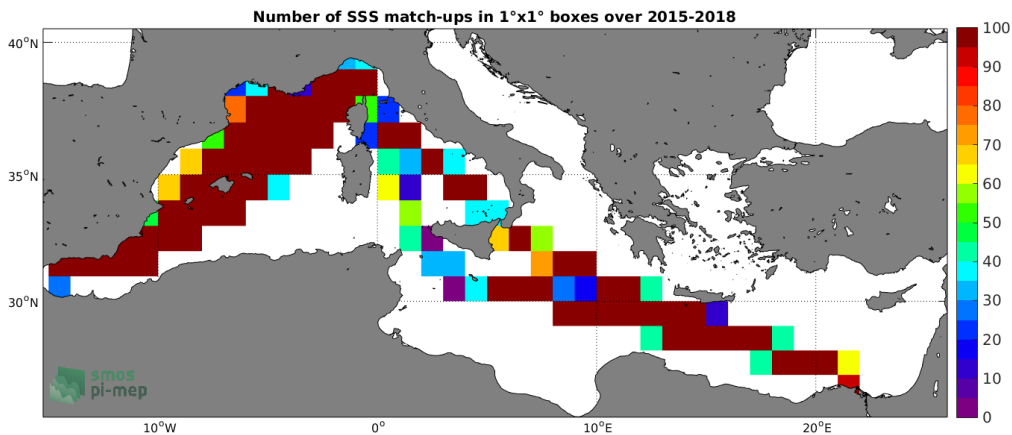 Number of SSS match-ups in 1°x1° boxes over 2015-2018
40°N
35°N
30°N
10°W
0°
10°E
20°E
100
90
80
70
60
50
40
30
20
10
0
smos
pi-mep